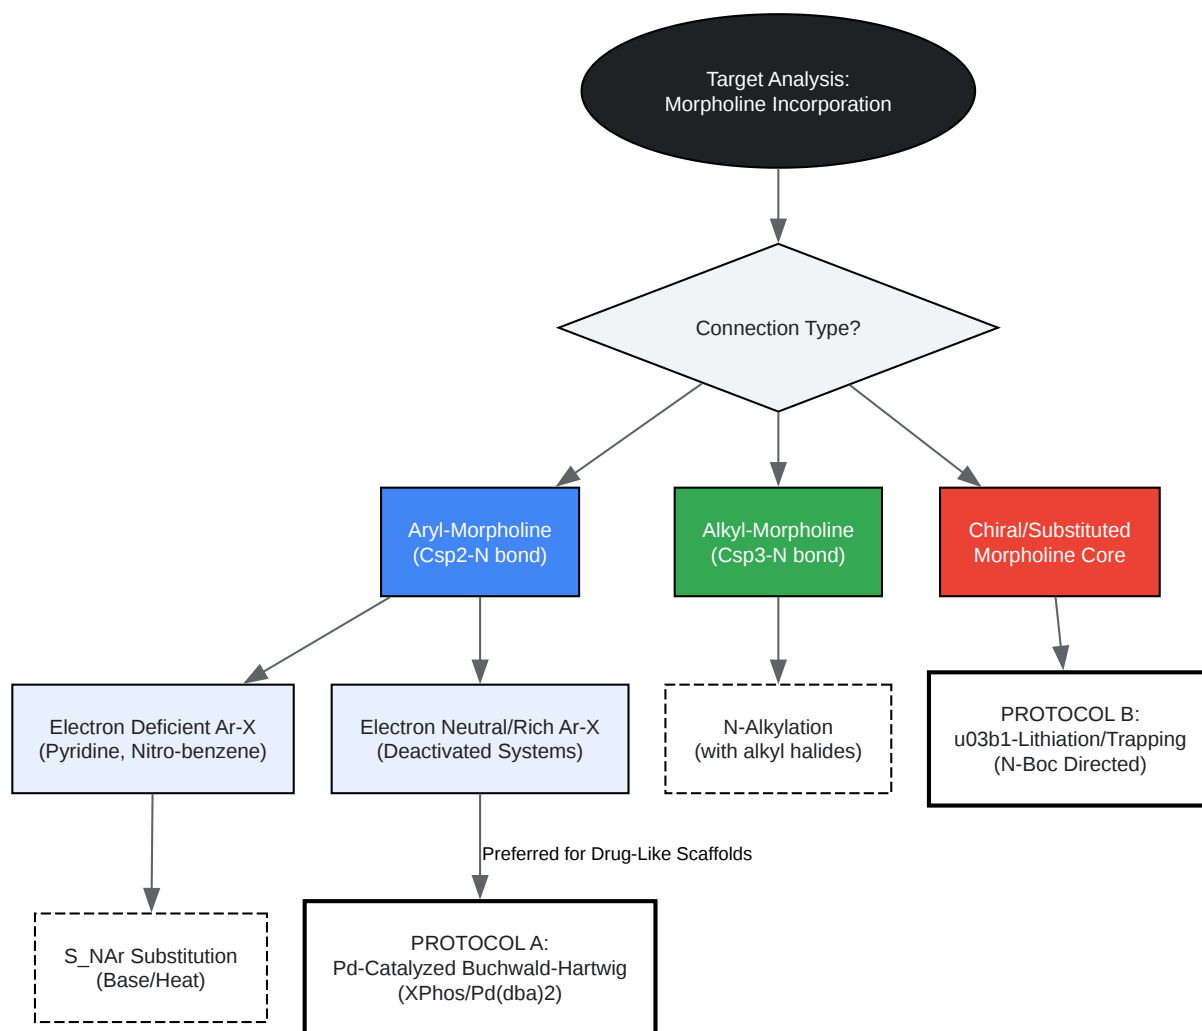 Target Analysis:
Morpholine Incorporation
Connection Type?
Aryl-Morpholine
(Csp2-N bond)
Alkyl-Morpholine
(Csp3-N bond)
Chiral/Substituted
Morpholine Core
Electron Deficient Ar-X
(Pyridine, Nitro-benzene)
Electron Neutral/Rich Ar-X
(Deactivated Systems)
N-Alkylation
(with alkyl halides)
PROTOCOL B:
u03b1-Lithiation/Trapping
(N-Boc Directed)
Preferred for Drug-Like Scaffolds
S_NAr Substitution
(Base/Heat)
PROTOCOL A:
Pd-Catalyzed Buchwald-Hartwig
(XPhos/Pd(dba)2)